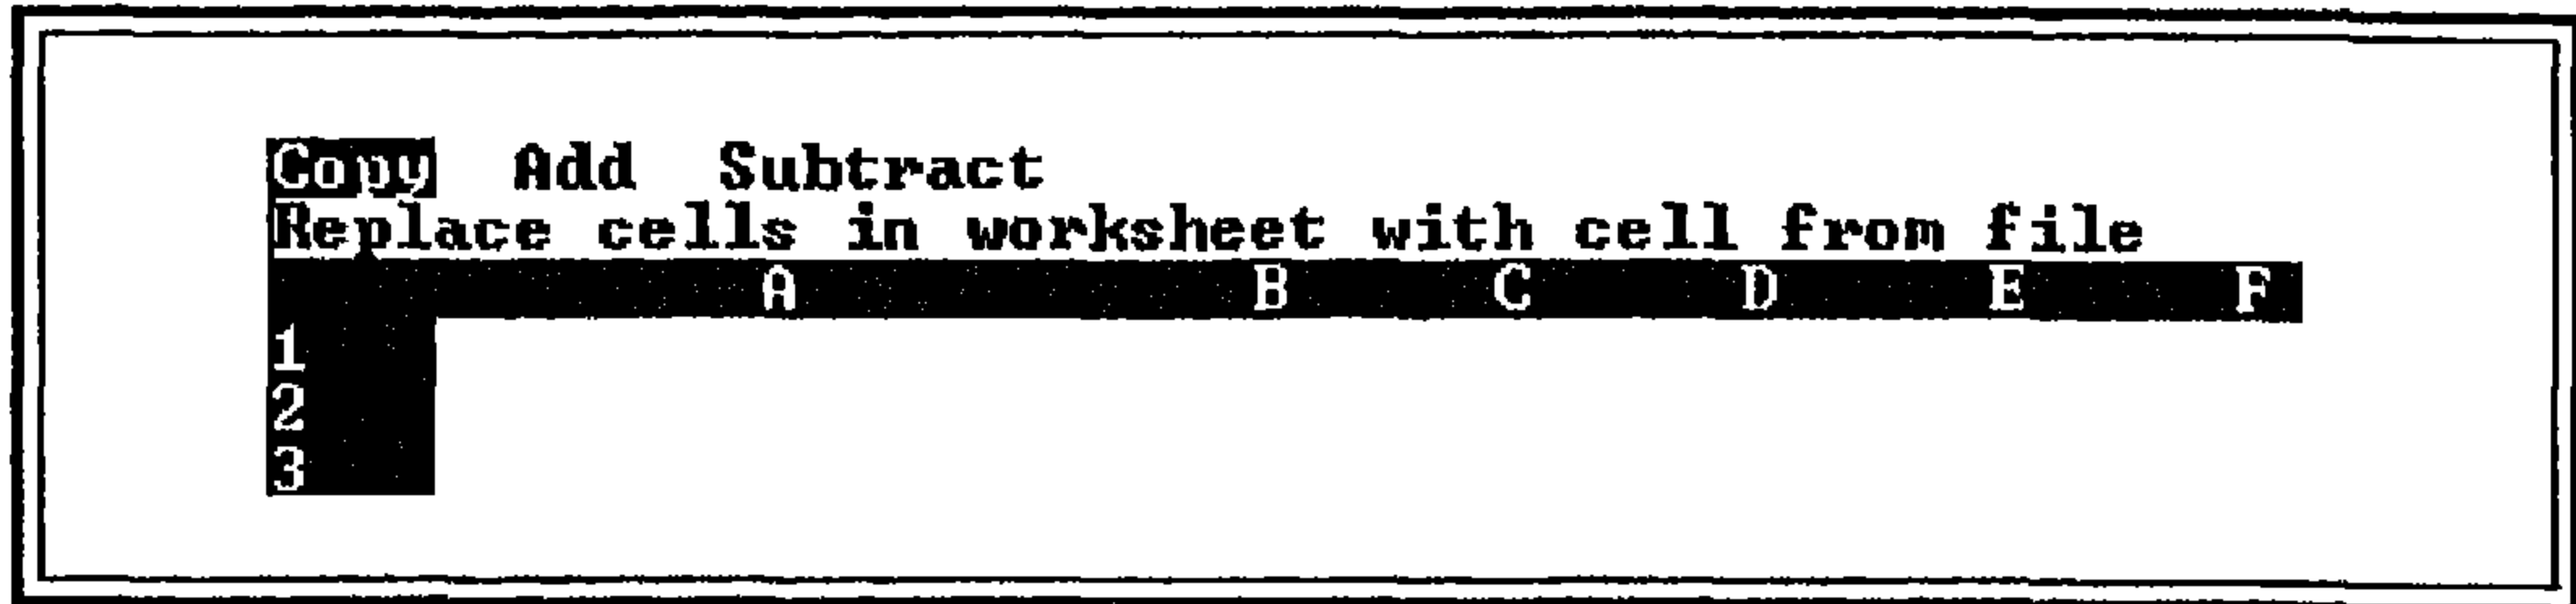 Copy Add Subtract
Replace cells in worksheet with cell from file
A B C D E F
1
2
3